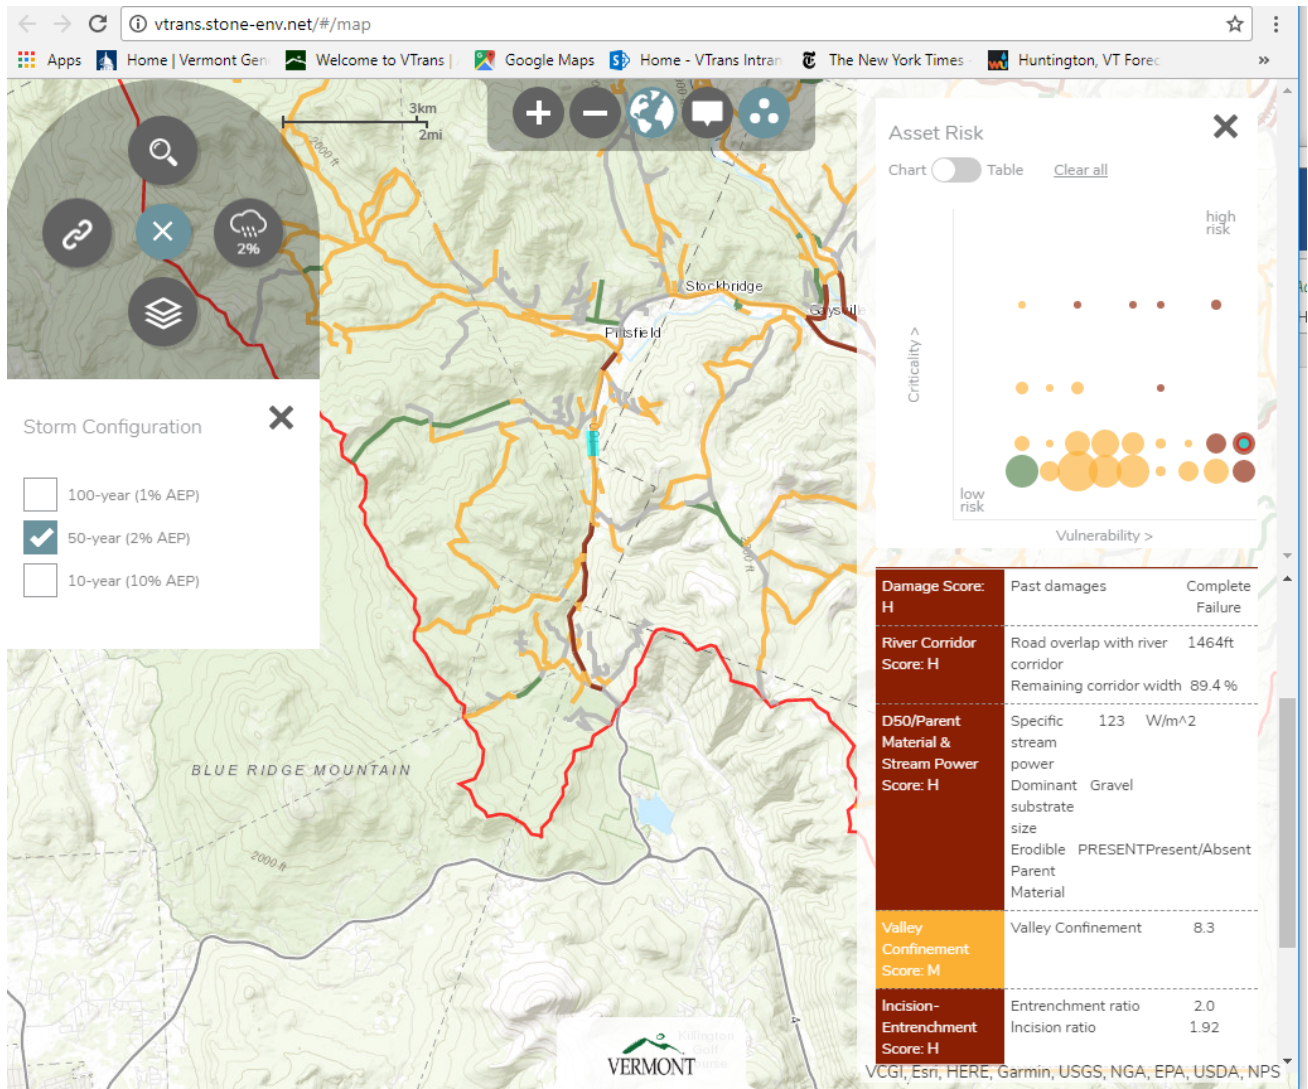 vtrans.stone-env.net/#/map
Apps
Home | Vermont Gen
Welcome to VTrans |
Google Maps
Home - VTrans Intran
The New York Times -
Huntington, VT Forec
»
3km
2mi
2000 ft
2%
Stockbridge
Gaysville
Pittsfield
2000 ft
BLUE RIDGE MOUNTAIN
2000 ft
4
Killington
Golf
VERMONT
Storm Configuration
100-year (1% AEP)
50-year (2% AEP)
10-year (10% AEP)
Asset Risk
Chart
Table
Clear all
high
risk
Criticality >
low
risk
Vulnerability >
Damage Score: Past damages Complete
H Failure
River Corridor Road overlap with river 1464ft
Score: H corridor
Remaining corridor width 89.4 %
D50/Parent Specific 123 W/m^2
Material & stream
Stream Power power
Score: H Dominant Gravel
substrate
size
Erodible PRESENTPresent/Absent
Parent
Material
Valley Valley Confinement 8.3
Confinement
Score: M
Incision- Entrenchment ratio 2.0
Entrenchment Incision ratio 1.92
Score: H
VCGI, Esri, HERE, Garmin, USGS, NGA, EPA, USDA, NPS